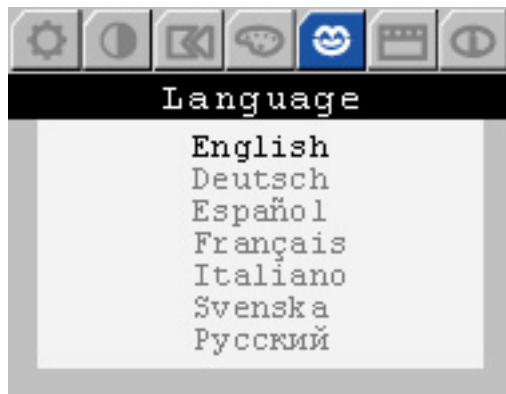 Language
English
Deutsch
Español
Français
Italiano
Svenska
Русский